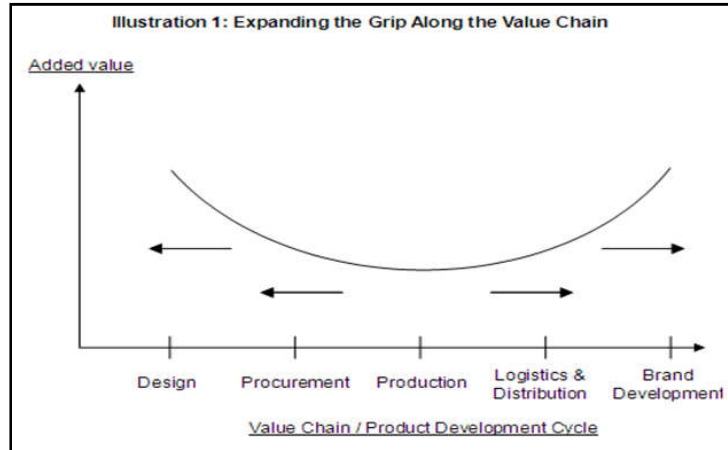 Illustration 1: Expanding the Grip Along the Value Chain
Added value
Design
Procurement
Production
Logistics &
Distribution
Brand
Development
Value Chain / Product Development Cycle